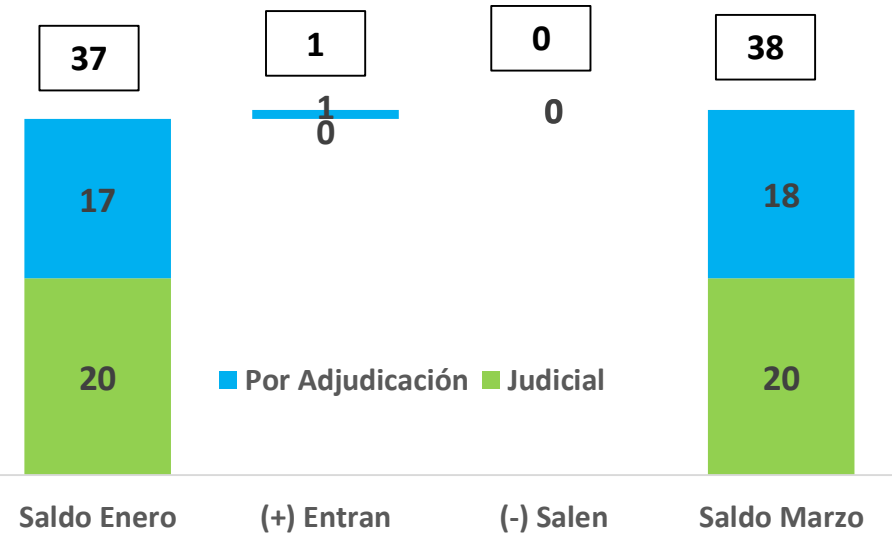 37 1 0 38
1 0
0
17 18
20 Por Adjudicación Judicial 20
Saldo Enero (+) Entran (-) Salen Saldo Marzo